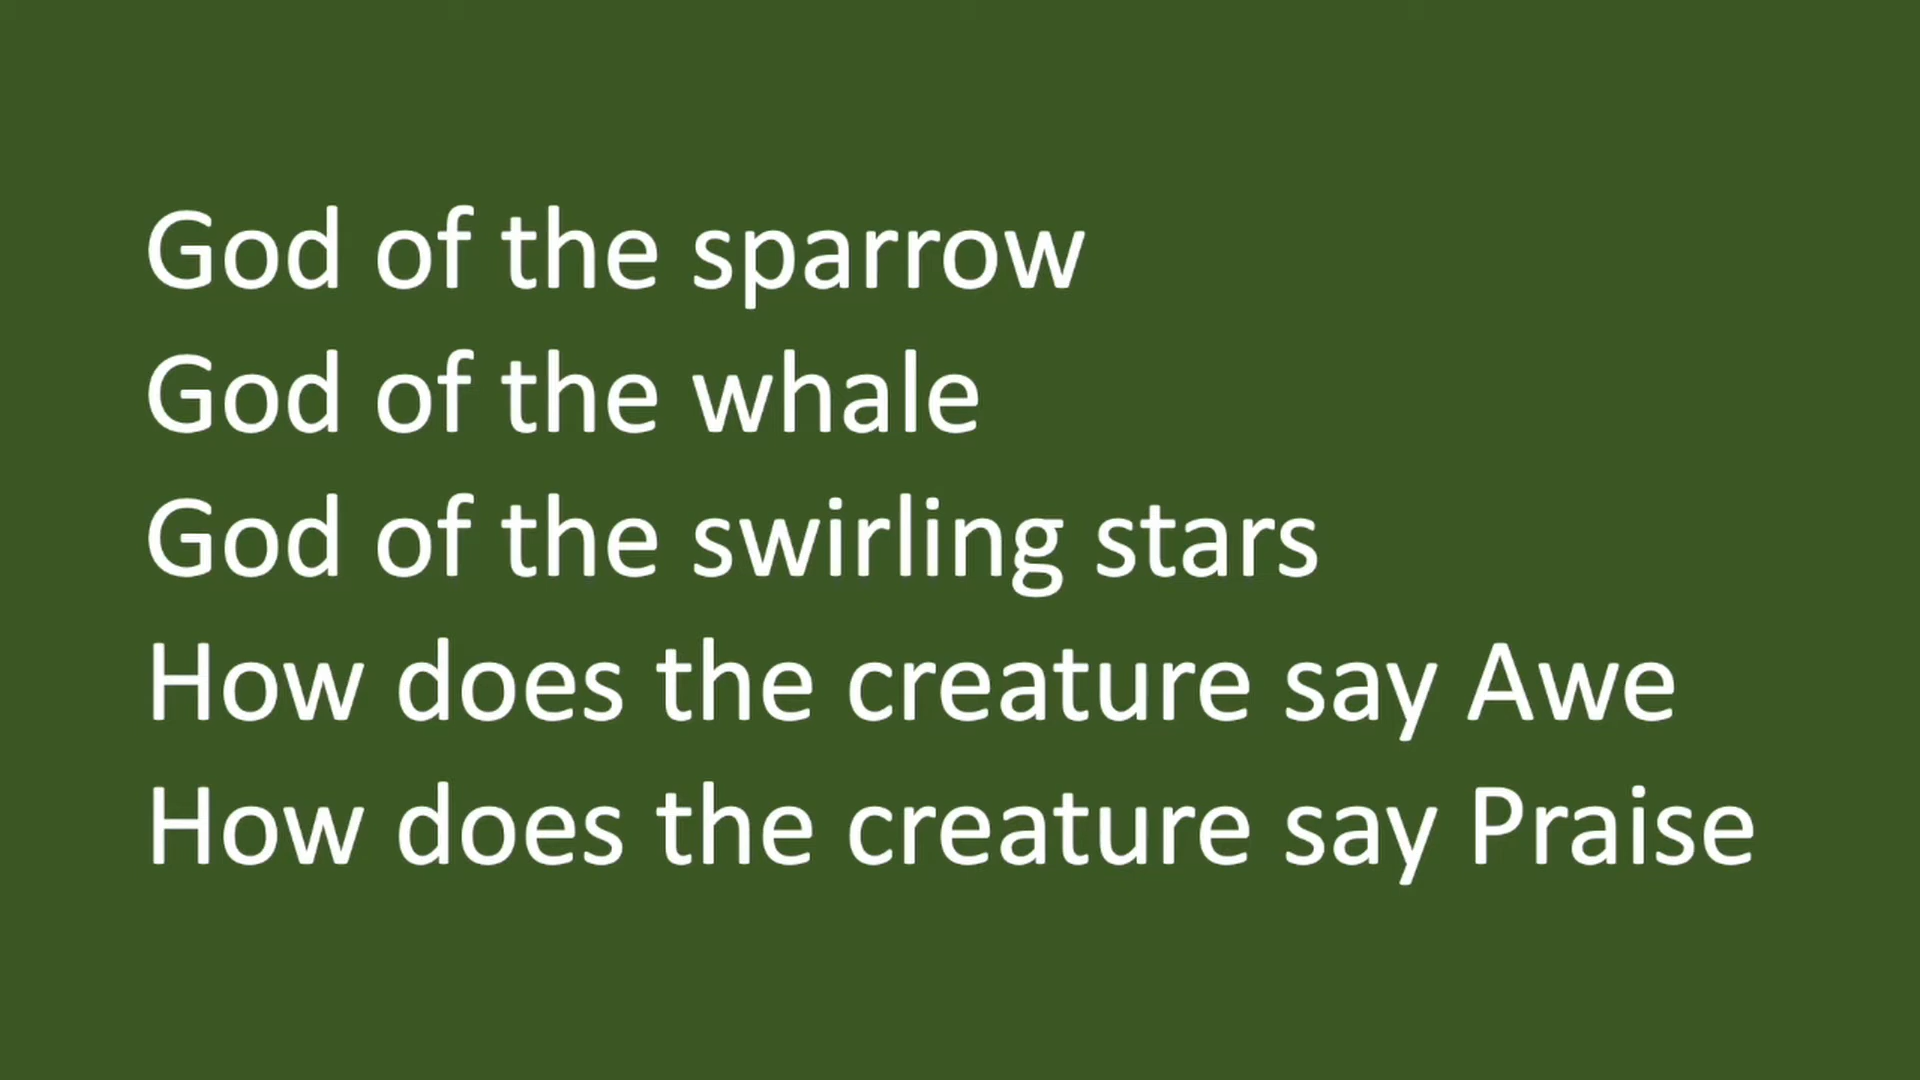 God of the sparrow
God of the whale
God of the swirling stars
How does the creature say Awe
How does the creature say Praise